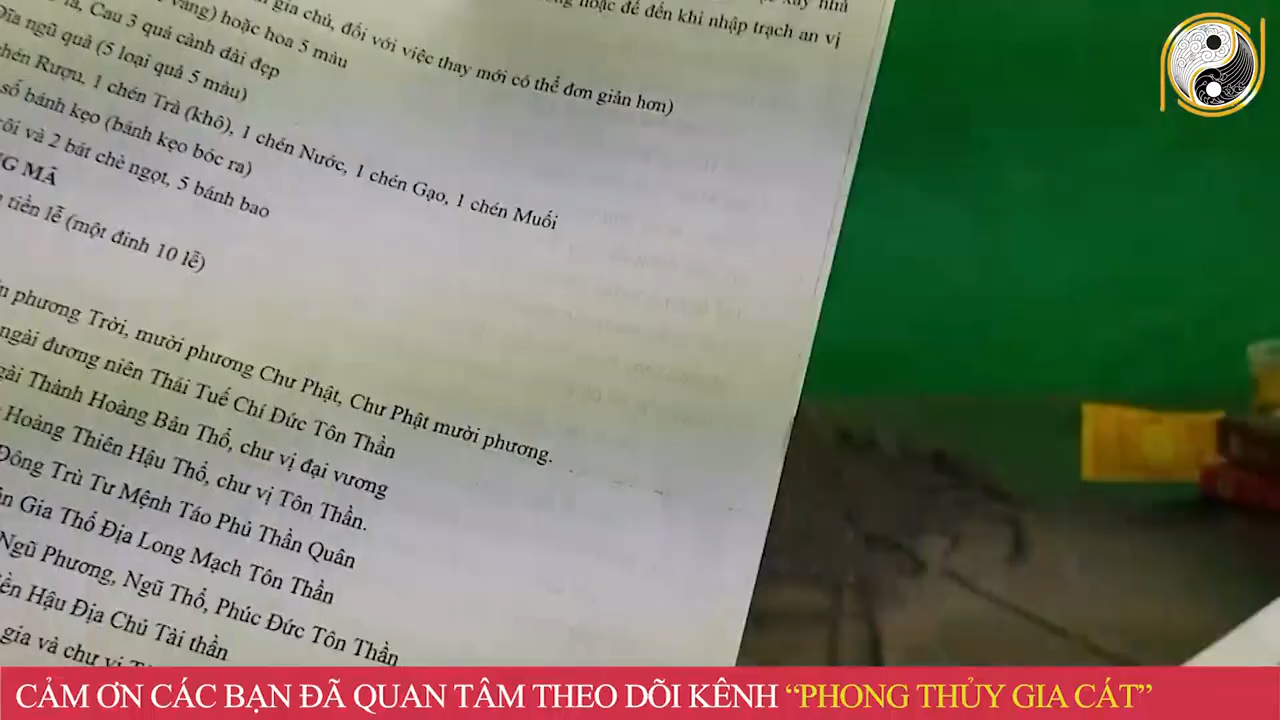 gia chủ, đối với việc thay mới có thể đơn giản hơn)
hoặc để đến khi nhập trạch an vị
vàng) hoặc hoa 5 màu
lá, Cau 3 quả cành dài đẹp
Đĩa ngũ quả (5 loại quả 5 màu)
chén Rượu, 1 chén Trà (khô), 1 chén Nước, 1 chén Gạo, 1 chén Muối
số bánh kẹo (bánh kẹo bóc ra)
và 2 bát chè ngọt, 5 bánh bao
MÃ
tiền lễ (một đinh 10 lễ)
phương Trời, mười phương Chư Phật, Chư Phật mười phương.
ngài đương niên Thái Tuế Chí Đức Tôn Thần
Thành Hoàng Bản Thổ, chư vị đại vương
Hoàng Thiên Hậu Thổ, chư vị Tôn Thần.
Đông Trù Tư Mệnh Táo Phủ Thần Quân
Gia Thổ Địa Long Mạch Tôn Thần
Ngũ Phương, Ngũ Thổ, Phúc Đức Tôn Thần
Hậu Địa Chủ Tài thần
gia và chư vị
CẢM ƠN CÁC BẠN ĐÃ QUAN TÂM THEO DÕI KÊNH “PHONG THỦY GIA CÁT”